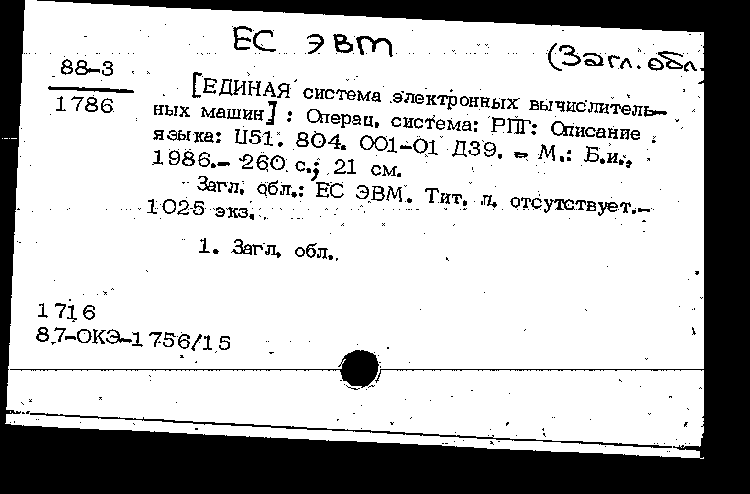 ЕС ЭВМ
(Загл. обл.
88-3
1786
[ЕДИНАЯ система электронных вычислитель-
ных машин] : Операц. система: РПГ: Описание
языка: Ц51. 804. 001-01 Д39. - М.: Б.и.,
1986.- 260 с.; 21 см.
Загл. обл.: ЕС ЭВМ. Тит. л. отсутствует.-
1025 экз.
1. Загл. обл.
1716
87-ОКЭ-1756/15